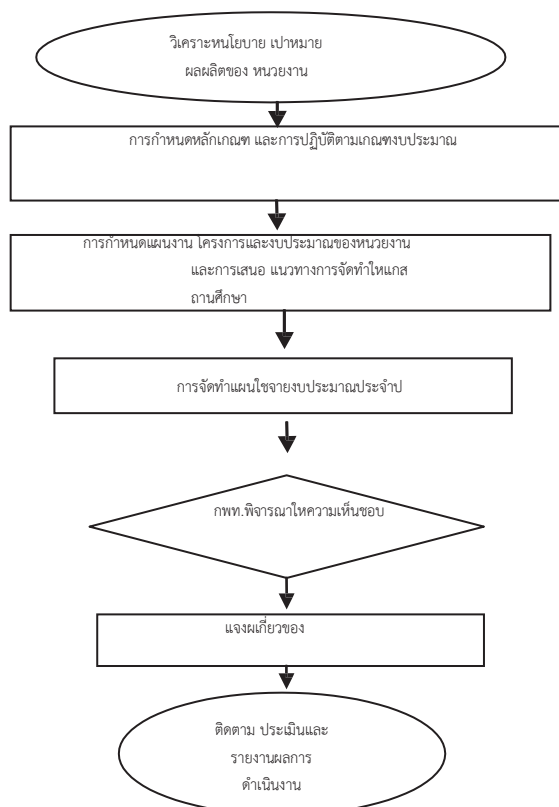 วิเคราะหนโยบาย เปาหมาย
ผลผลิตของ หนวยงาน
การกำหนดหลักเกณฑ และการปฏิบัติตามเกณฑงบประมาณ
การกำหนดแผนงาน โครงการและงบประมาณของหนวยงาน
และการเสนอ แนวทางการจัดทำใหแกส
ถานศึกษา
การจัดทำแผนใชจายงบประมาณประจำป
กพท.พิจารณาใหความเห็นชอบ
แจงผเกี่ยวของ
ติดตาม ประเมินและ
รายงานผลการ
ดำเนินงาน